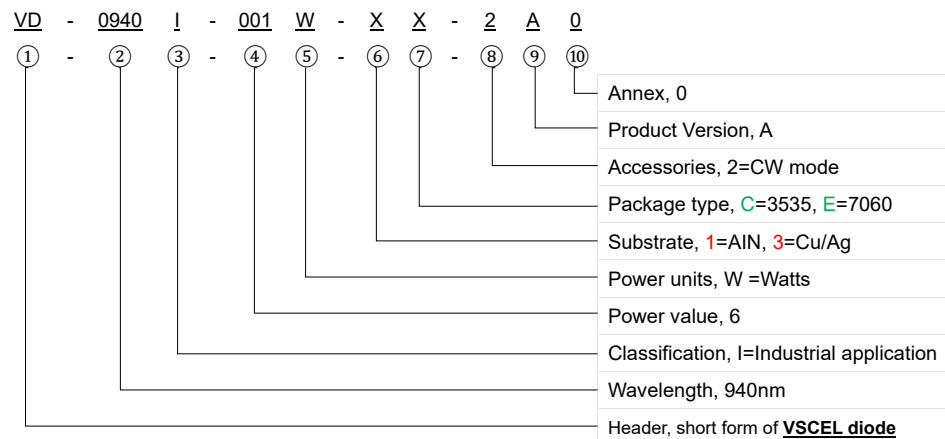 VD - 0940 I - 001 W - X X - 2 A 0
① - ② ③ - ④ ⑤ - ⑥ ⑦ - ⑧ ⑨ ⑩
Annex, 0
Product Version, A
Accessories, 2=CW mode
Package type, C=3535, E=7060
Substrate, 1=AIN, 3=Cu/Ag
Power units, W =Watts
Power value, 6
Classification, I=Industrial application
Wavelength, 940nm
Header, short form of VSCEL diode